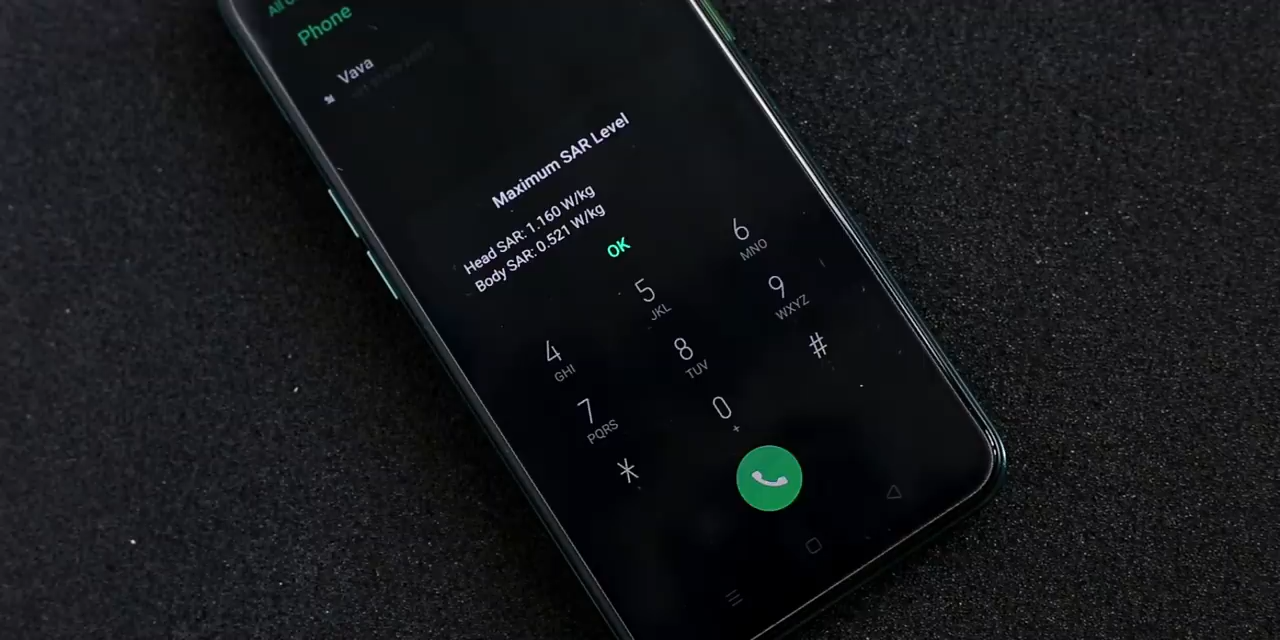 Phone
Vava
Maximum SAR Level
Head SAR: 1.160 W/kg
Body SAR: 0.521 W/kg
OK
4 5 6
GHI JKL MNO
7 8 9
PQRS TUV WXYZ
* 0 #
+